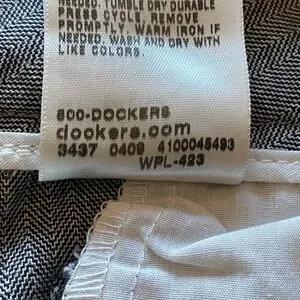 NEEDED. TUMBLE DRY DURABLE
PRESS CYCLE. REMOVE
PROMPTLY. WARM IRON IF
NEEDED. WASH AND DRY WITH
LIKE COLORS.
800-DOCKERS
dockers.com
3437 0409 4100045493
WPL-423